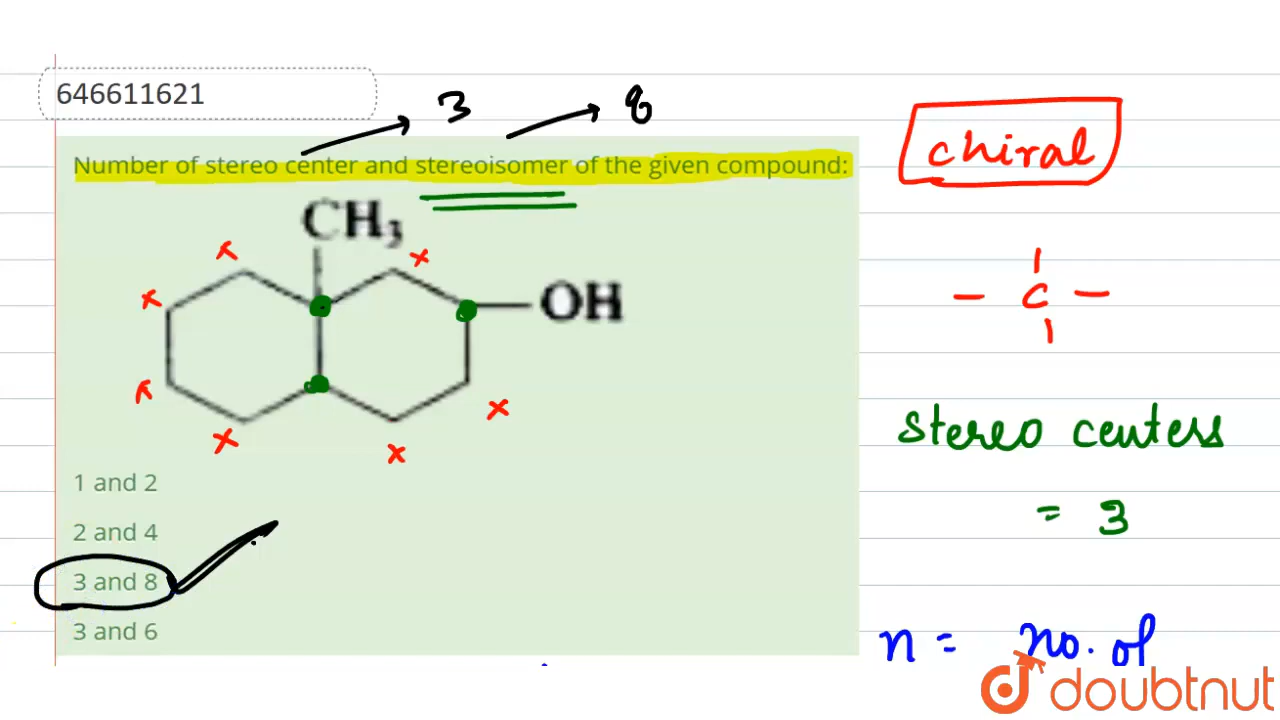 646611621
3
8
Number of stereo center and stereoisomer of the given compound:
CH3
OH
1 and 2
2 and 4
3 and 8
3 and 6
chiral
C
stereo centers
= 3
n = no. of
doubtnut